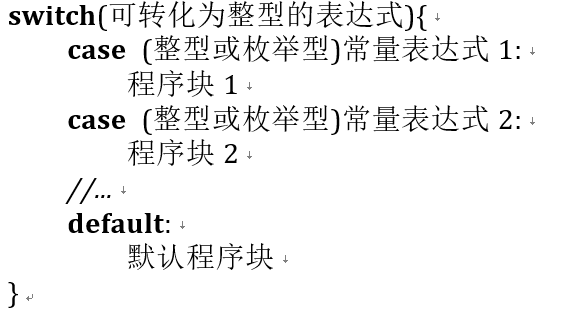 switch(可转化为整型的表达式){
case (整型或枚举型)常量表达式 1:
程序块 1
case (整型或枚举型)常量表达式 2:
程序块 2
//...
default:
默认程序块
}